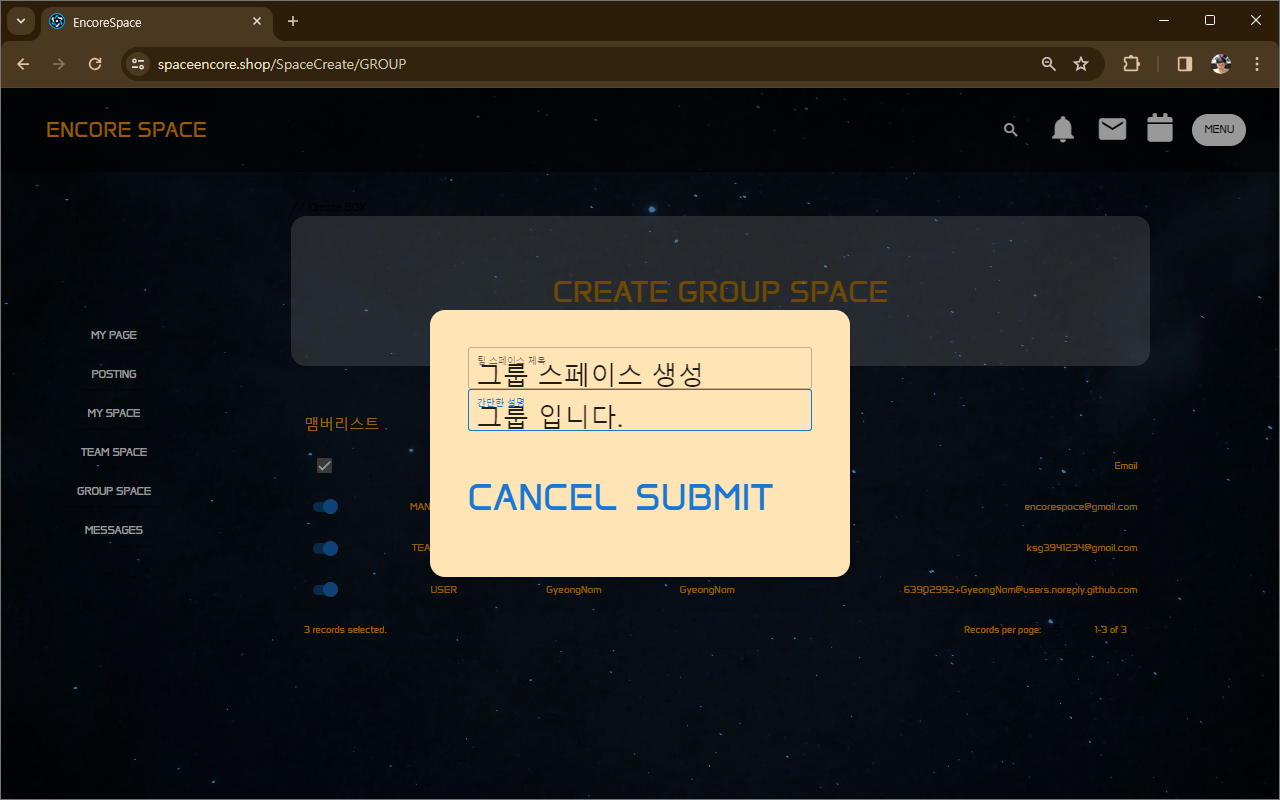 EncoreSpace
spaceencore.shop/SpaceCreate/GROUP
ENCORE SPACE
MENU
// Create BOX
CREATE GROUP SPACE
MY PAGE
POSTING
MY SPACE
TEAM SPACE
GROUP SPACE
MESSAGES
팀 스페이스 제목
그룹 스페이스 생성
간단한 설명
그룹 입니다.
CANCEL SUBMIT
맴버리스트 .
Email
MAN
encorespace@gmail.com
TEA
ksg3941234@gmail.com
USER GyeongNam GyeongNam 63902992+GyeongNam@users.noreply.github.com
3 records selected.
Records per page: 1-3 of 3